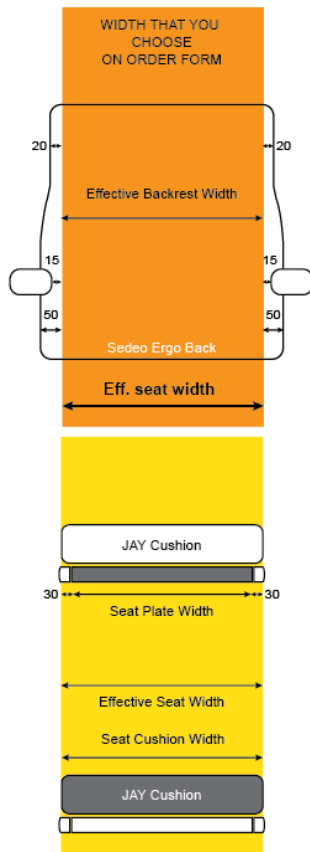 WIDTH THAT YOU
CHOOSE
ON ORDER FORM
20
20
Effective Backrest Width
15
15
50
50
Sedeo Ergo Back
Eff. seat width
JAY Cushion
30
30
Seat Plate Width
Effective Seat Width
Seat Cushion Width
JAY Cushion